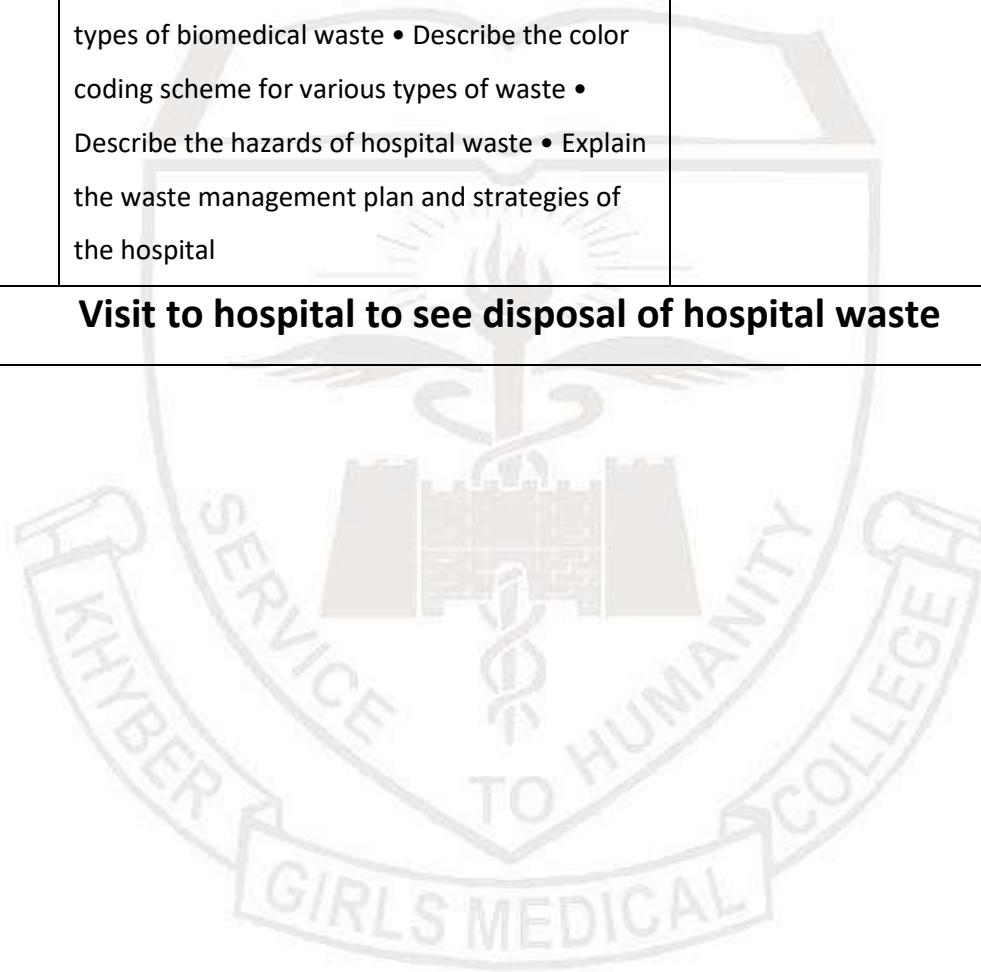 types of biomedical waste • Describe the color
coding scheme for various types of waste •
Describe the hazards of hospital waste • Explain
the waste management plan and strategies of
the hospital
Visit to hospital to see disposal of hospital waste
SERVICE TO HUMANITY
KHYBER GIRLS MEDICAL COLLEGE